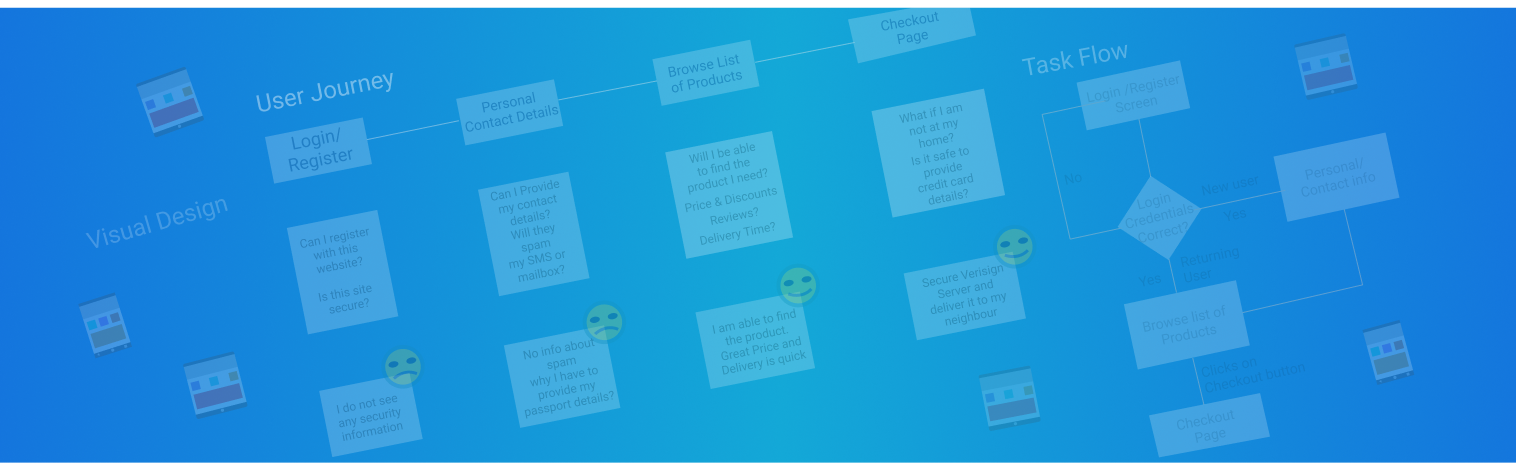 Visual Design
User Journey
Login/
Register
Personal
Contact Details
Browse List
of Products
Checkout
Page
Can I register
with this
website?
Is this site
secure?
Can I Provide
my contact
details?
Will they
spam
my SMS or
mailbox?
Will I be able
to find the
product I need?
Price & Discounts
Reviews?
Delivery Time?
What if I am
not at my
home?
Is it safe to
provide
credit card
details?
I do not see
any security
information
No info about
spam
why I have to
provide my
passport details?
I am able to find
the product,
Great Price and
Delivery is quick
Secure Verisign
Server and
deliver it to my
neighbour
Task Flow
Login /Register
Screen
No
Login
Credentials
Correct?
New user
Yes
Personal/
Contact info
Yes
Returning
User
Browse list of
Products
Clicks on
Checkout button
Checkout
Page